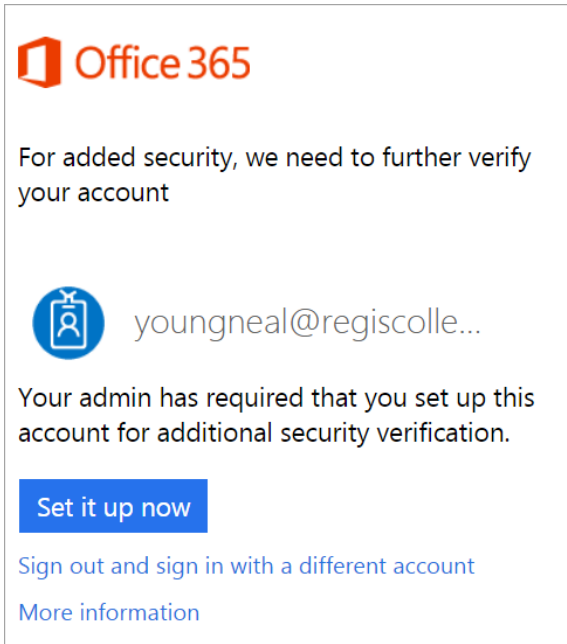 Office 365
For added security, we need to further verify
your account
youngneal@regiscolle...
Your admin has required that you set up this
account for additional security verification.
Set it up now
Sign out and sign in with a different account
More information